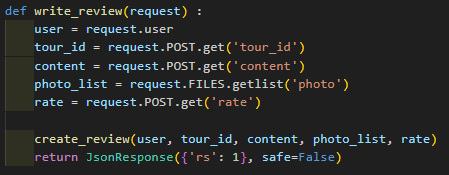 def write_review(request) :
    user = request.user
    tour_id = request.POST.get('tour_id')
    content = request.POST.get('content')
    photo_list = request.FILES.getlist('photo')
    rate = request.POST.get('rate')

    create_review(user, tour_id, content, photo_list, rate)
    return JsonResponse({'rs': 1}, safe=False)